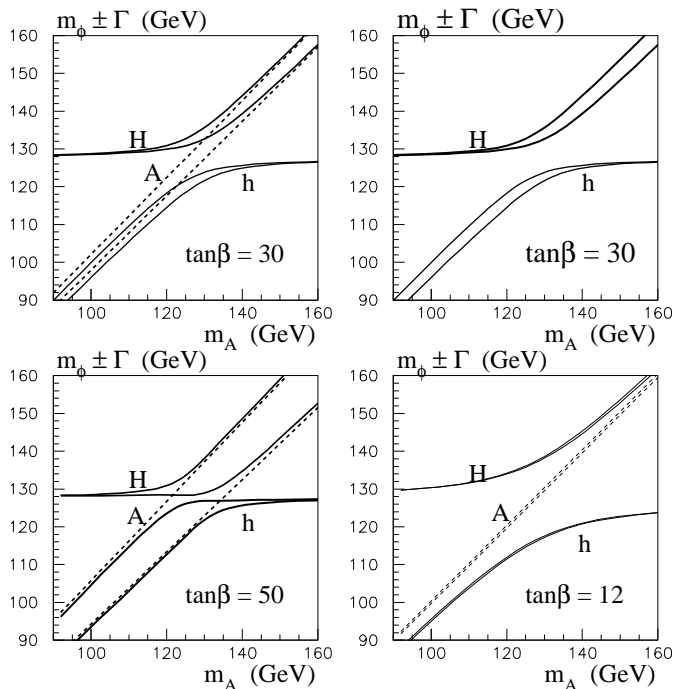 m_ϕ ± Γ (GeV)
160
150
140
130
120
110
100
90
H
A
h
tanβ = 30
100
120
140
160
m_A (GeV)
m_ϕ ± Γ (GeV)
160
150
140
130
120
110
100
90
H
h
tanβ = 30
100
120
140
160
m_A (GeV)
m_ϕ ± Γ (GeV)
160
150
140
130
120
110
100
90
H
A
h
tanβ = 50
100
120
140
160
m_A (GeV)
m_ϕ ± Γ (GeV)
160
150
140
130
120
110
100
90
H
A
h
tanβ = 12
100
120
140
160
m_A (GeV)